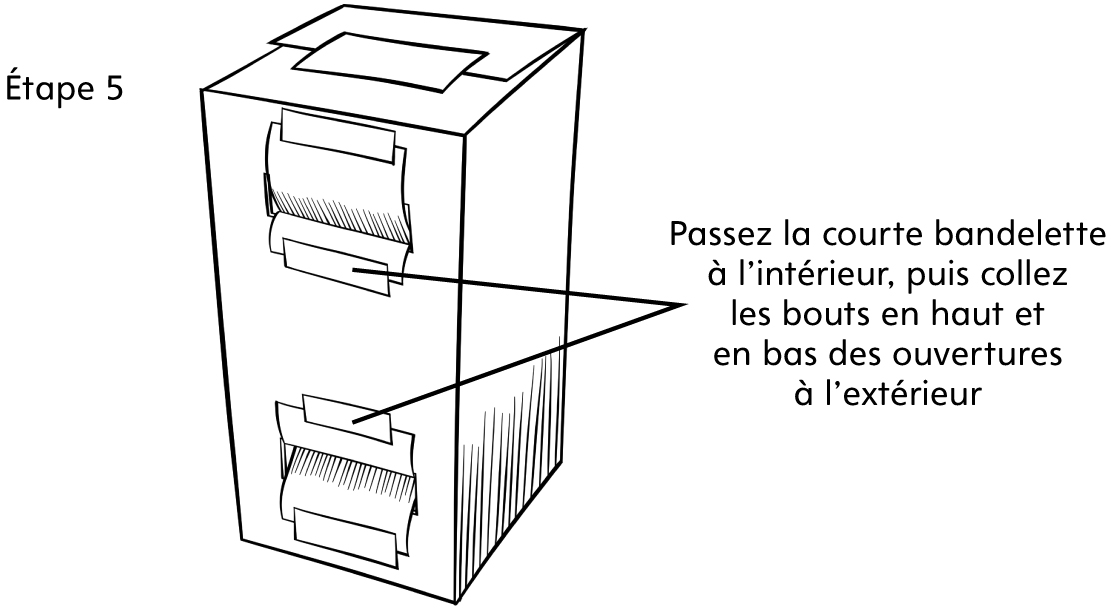 Étape 5
Passez la courte bandelette
à l’intérieur, puis collez
les bouts en haut et
en bas des ouvertures
à l’extérieur